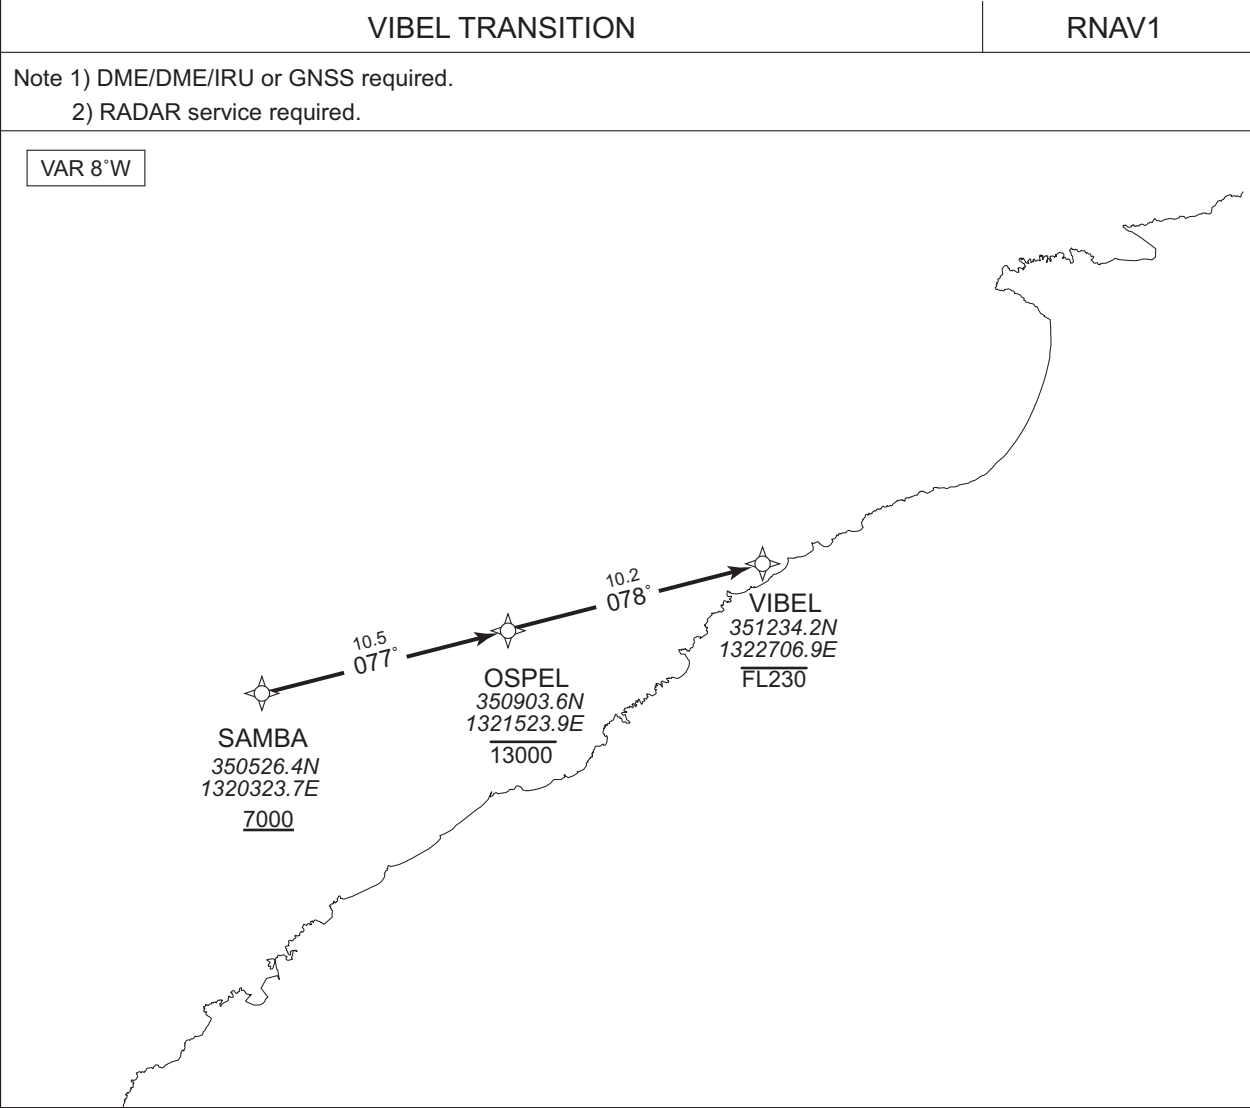 VIBEL TRANSITION
RNAV1
Note 1) DME/DME/IRU or GNSS required.
2) RADAR service required.
VAR 8˚W
10.2
078˚
10.5
077˚
VIBEL
351234.2N
1322706.9E
FL230
OSPEL
350903.6N
1321523.9E
13000
SAMBA
350526.4N
1320323.7E
7000